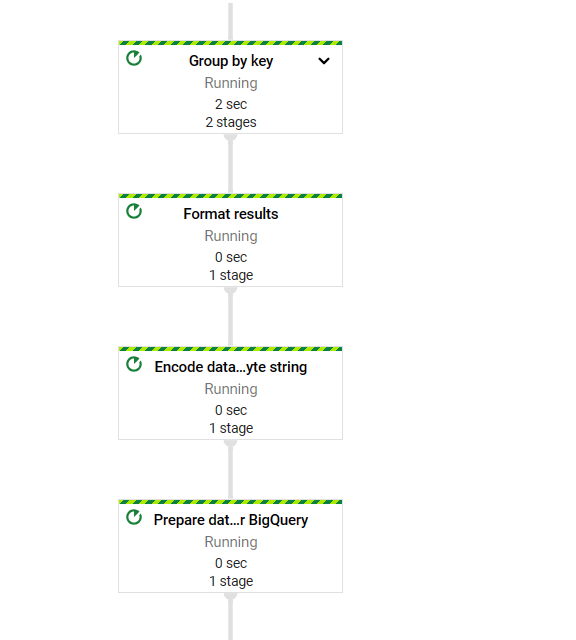 Group by key
Running
2 sec
2 stages
Format results
Running
0 sec
1 stage
Encode data…yte string
Running
0 sec
1 stage
Prepare dat…r BigQuery
Running
0 sec
1 stage